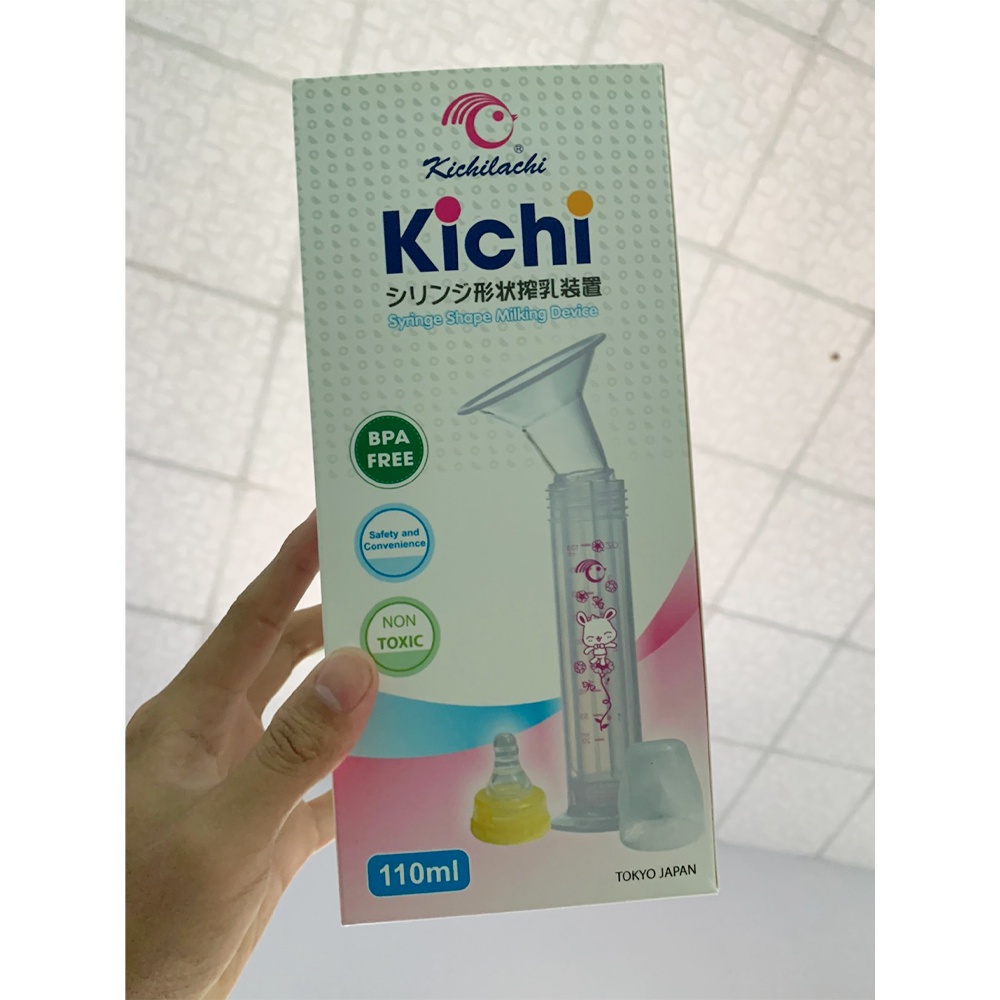 ®
Kichilachi
Kichi
シリンジ形状搾乳装置
Syringe Shape Milking Device
BPA
FREE
Safety and
Convenience
NON
TOXIC
110ml
TOKYO JAPAN